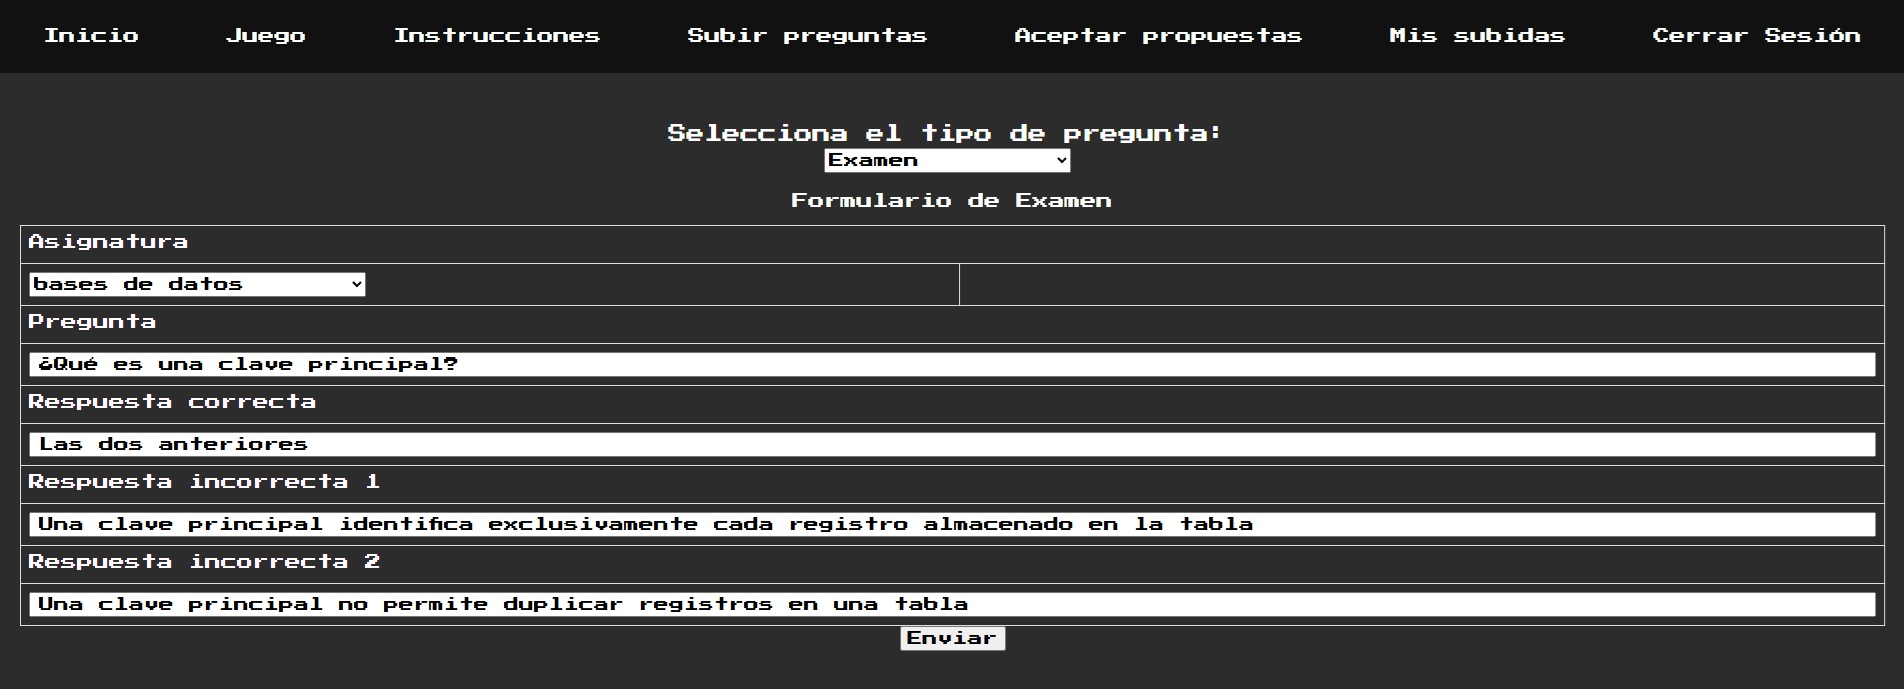 Inicio Juego Instrucciones Subir preguntas Aceptar propuestas Mis subidas Cerrar Sesión
Selecciona el tipo de pregunta:
Examen
Formulario de Examen
Asignatura
bases de datos
Pregunta
¿Qué es una clave principal?
Respuesta correcta
Las dos anteriores
Respuesta incorrecta 1
Una clave principal identifica exclusivamente cada registro almacenado en la tabla
Respuesta incorrecta 2
Una clave principal no permite duplicar registros en una tabla
Enviar